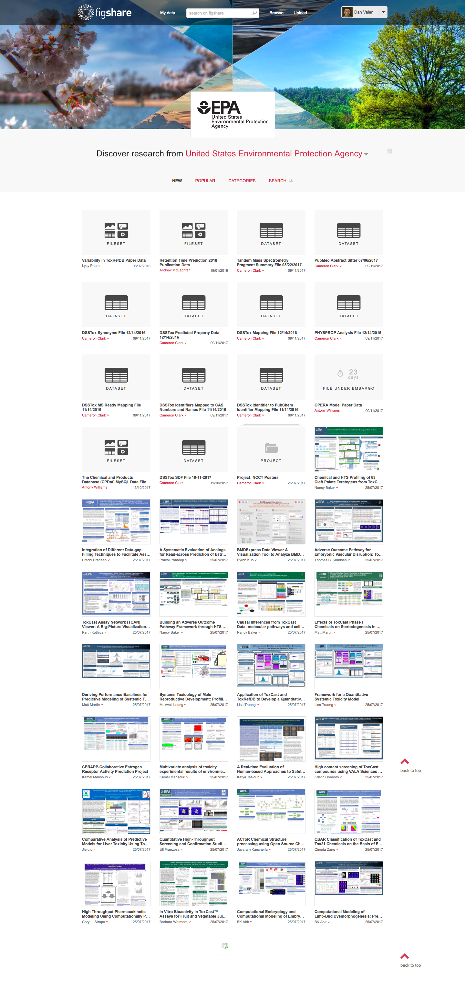 figshare
My data
search on figshare
Browse
Upload
Dan Valen
EPA
United States
Environmental Protection
Agency
Discover research from United States Environmental Protection Agency
NEW
POPULAR
CATEGORIES
SEARCH
FILESET
FILESET
DATASET
DATASET
Variability in ToxRefDB Paper Data
LyLy Pham 08/02/2018
Retention Time Prediction 2018
Publication Data
Andrew McEachran 19/01/2018
Tandem Mass Spectrometry
Fragment Summary File 08/22/2017
Cameron Clark 09/11/2017
PubMed Abstract Sifter 07/06/2017
Cameron Clark 09/11/2017
DATASET
DATASET
DATASET
DATASET
DSSTox Synonyms File 12/14/2016
Cameron Clark 09/11/2017
DSSTox Predicted Property Data
12/14/2016
Cameron Clark 09/11/2017
DSSTox Mapping File 12/14/2016
Cameron Clark 09/11/2017
PHYSPROP Analysis File 12/14/2016
Cameron Clark 09/11/2017
DATASET
DATASET
DATASET
23
days
FILE UNDER EMBARGO
DSSTox MS Ready Mapping File
11/14/2016
Cameron Clark 09/11/2017
DSSTox Identifiers Mapped to CAS
Numbers and Names File 11/14/2016
Cameron Clark 09/11/2017
DSSTox Identifier to PubChem
Identifier Mapping File 11/14/2016
Cameron Clark 09/11/2017
OPERA Model Paper Data
Antony Williams 09/11/2017
FILESET
DATASET
PROJECT
The Chemical and Products
Database (CPDat) MySQL Data File
Antony Williams 13/10/2017
DSSTox SDF File 10-11-2017
Cameron Clark 11/10/2017
Project: NCCT Posters
Cameron Clark 25/07/2017
Chemical and HTS Profiling of 63
Cleft Palate Teratogens from ToxC...
Nancy Baker 25/07/2017
Integration of Different Data-gap
Filling Techniques to Facilitate Ass...
Prachi Pradeep 25/07/2017
A Systematic Evaluation of Analogs
for Read-across Prediction of Estr...
Prachi Pradeep 25/07/2017
BMDExpress Data Viewer A
Visualization Tool to Analyze BMD...
Byron Kuo 25/07/2017
Adverse Outcome Pathway for
Embryonic Vascular Disruption: To...
Thomas B. Knudsen 25/07/2017
ToxCast Assay Network (TCAN)
Viewer: A Big-Picture Visualization...
Parth Kothiya 25/07/2017
Building an Adverse Outcome
Pathway Framework through HTS ...
Nancy Baker 25/07/2017
Causal Inferences from ToxCast
Data: molecular pathways and cell...
Nancy Baker 25/07/2017
Effects of ToxCast Phase I
Chemicals on Steriodogenesis in ...
Matt Martin 25/07/2017
Deriving Performance Baselines for
Predictive Modeling of Systemic T...
Matt Martin 25/07/2017
Systems Toxicology of Male
Reproductive Development: Profili...
Maxwell Leung 25/07/2017
Application of ToxCast and
ToxRefDB to Develop a Quantitativ...
Lisa Truong 25/07/2017
Framework for a Quantitative
Systemic Toxicity Model
Lisa Truong 25/07/2017
CERAPP-Collaborative Estrogen
Receptor Activity Prediction Project
Kamel Mansouri 25/07/2017
Multivariate analysis of toxicity
experimental results of environme...
Kamel Mansouri 25/07/2017
A Real-time Evaluation of
Human-based Approaches to Safet...
Katya Tsaioun 25/07/2017
High content screening of ToxCast
compounds using VALA Sciences ...
Kristin Connors 25/07/2017
back to top
Comparative Analysis of Predictive
Models for Liver Toxicity Using To...
Jie Liu 25/07/2017
Quantitative High-Throughput
Screening and Confirmation Studi...
Jill Franzosa 25/07/2017
ACToR Chemical Structure
processing using Open Source Ch...
Jayaram Kancherla 25/07/2017
QSAR Classification of ToxCast and
Tox21 Chemicals on the Basis of E...
Qingda Zang 25/07/2017
High Throughput Pharmacokinetic
Modeling Using Computationally P...
Cory L. Strope 25/07/2017
In Vitro Bioactivity in ToxCast™
Assays for Fruit and Vegetable Jui...
Barbara Wetmore 25/07/2017
Computational Embryology and
Computational Modeling of Embry...
BK Ahir 25/07/2017
Computational Modeling of
Limb-Bud Dysmorphogenesis: Pre...
BK Ahir 25/07/2017
back to top